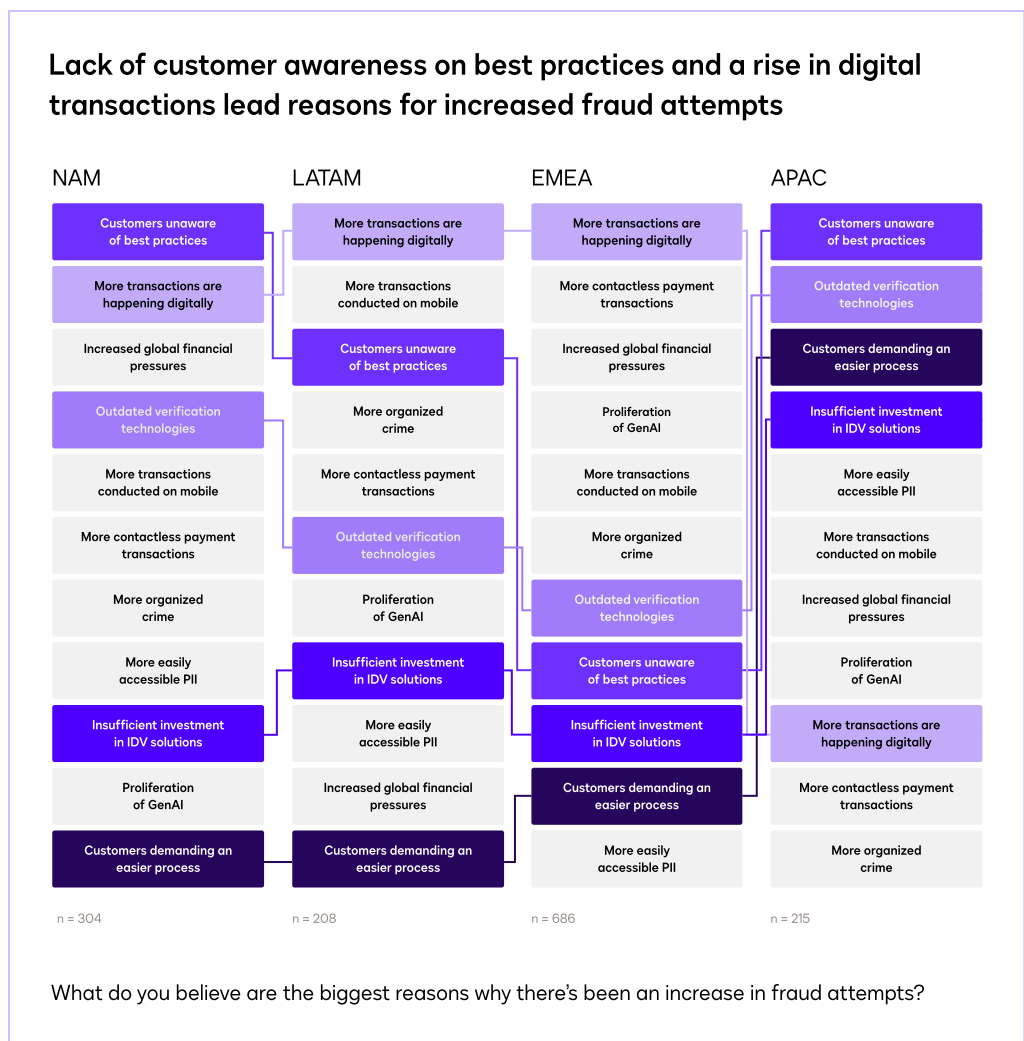 Lack of customer awareness on best practices and a rise in digital
transactions lead reasons for increased fraud attempts
NAM
Customers unaware
of best practices
More transactions are
happening digitally
Increased global financial
pressures
Outdated verification
technologies
More transactions
conducted on mobile
More contactless payment
transactions
More organized
crime
More easily
accessible PII
Insufficient investment
in IDV solutions
Proliferation
of GenAI
Customers demanding an
easier process
n = 304
LATAM
More transactions are
happening digitally
More transactions
conducted on mobile
Customers unaware
of best practices
More organized
crime
More contactless payment
transactions
Outdated verification
technologies
Proliferation
of GenAI
Insufficient investment
in IDV solutions
More easily
accessible PII
Increased global financial
pressures
Customers demanding an
easier process
n = 208
EMEA
More transactions are
happening digitally
More contactless payment
transactions
Increased global financial
pressures
Proliferation
of GenAI
More transactions
conducted on mobile
More organized
crime
Outdated verification
technologies
Customers unaware
of best practices
Insufficient investment
in IDV solutions
Customers demanding an
easier process
More easily
accessible PII
n = 686
APAC
Customers unaware
of best practices
Outdated verification
technologies
Customers demanding an
easier process
Insufficient investment
in IDV solutions
More easily
accessible PII
More transactions
conducted on mobile
Increased global financial
pressures
Proliferation
of GenAI
More transactions are
happening digitally
More contactless payment
transactions
More organized
crime
n = 215
What do you believe are the biggest reasons why there's been an increase in fraud attempts?